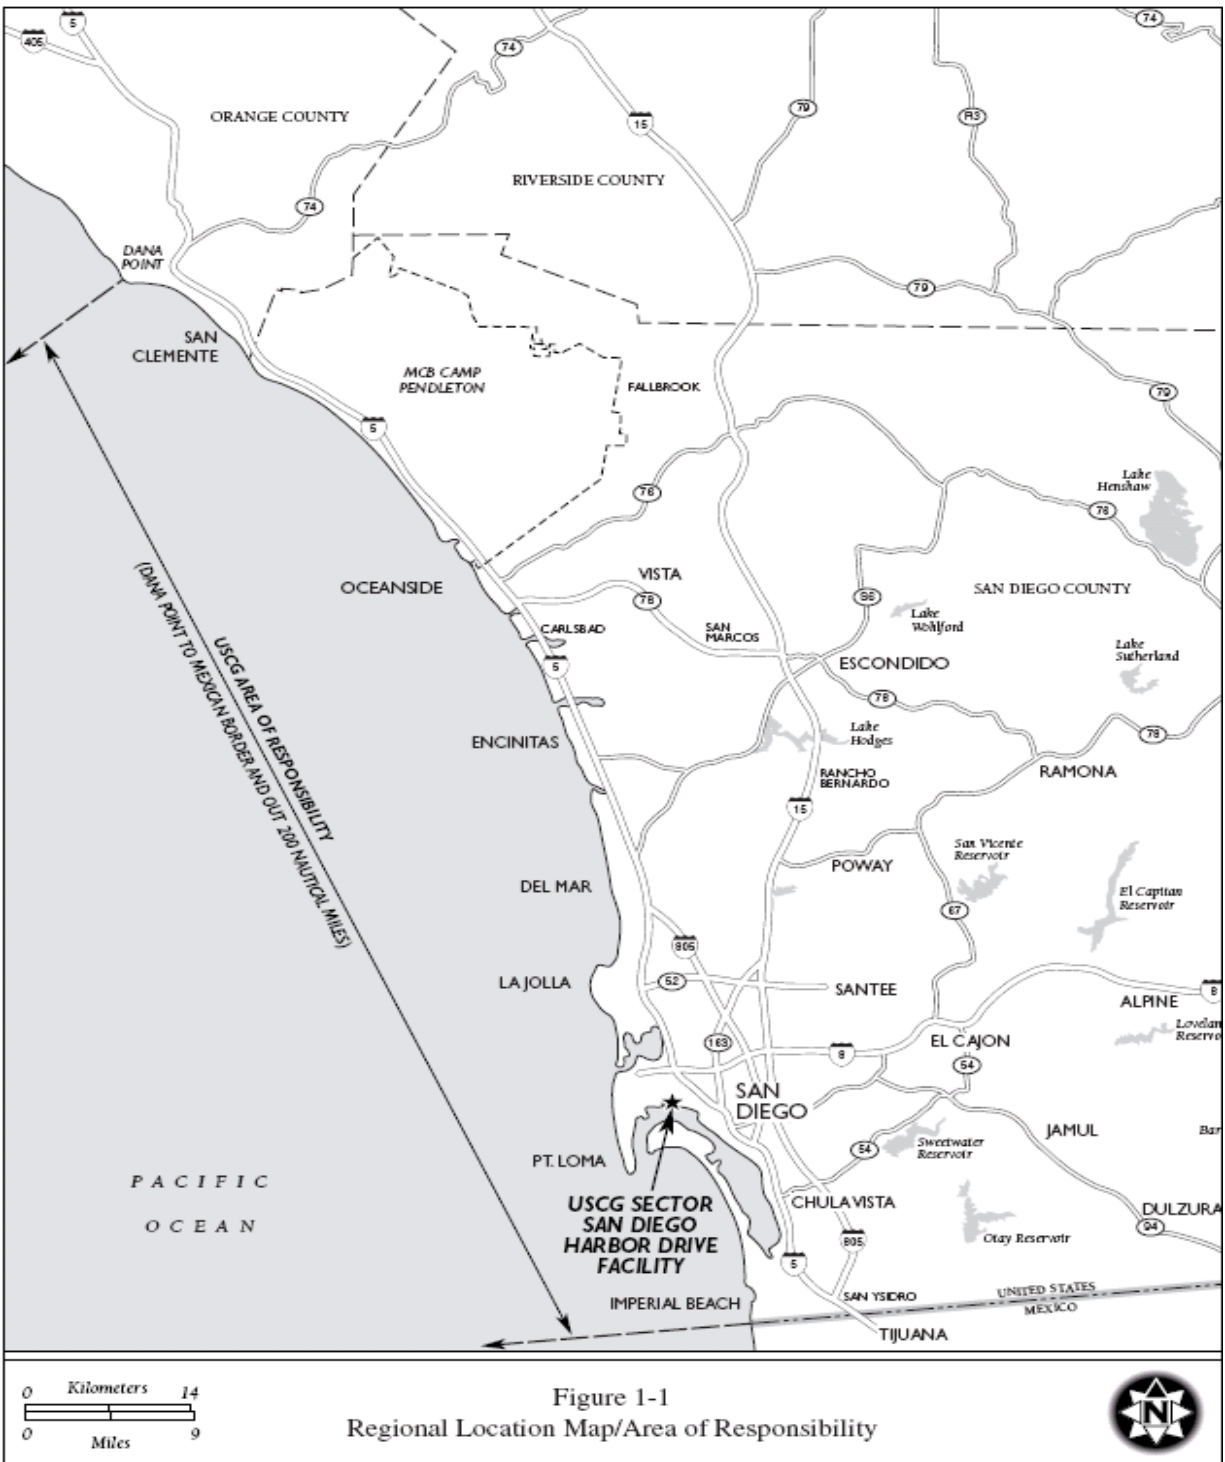 5
405
74
74
ORANGE COUNTY
15
79
R3
RIVERSIDE COUNTY
74
DANA
POINT
79
SAN
CLEMENTE
MCB CAMP
PENDLETON
FALLBROOK
79
5
76
Lake
Henshaw
76
OCEANSIDE
VISTA
78
S6
SAN DIEGO COUNTY
Lake
Wohlford
CARLSBAD
SAN
MARCOS
Lake
Sutherland
5
ESCONDIDO
78
(DANA POINT TO MEXICAN BORDER AND OUT 200 NAUTICAL MILES)
USCG AREA OF RESPONSIBILITY
ENCINITAS
Lake
Hodges
78
RANCHO
BERNARDO
RAMONA
15
San Vicente
Reservoir
POWAY
DEL MAR
El Capitan
Reservoir
67
805
LA JOLLA
52
SANTEE
8
ALPINE
163
8
EL CAJON
Lovelan
Reservo
54
SAN
DIEGO
JAMUL
Bar
54
Sweetwater
Reservoir
PT. LOMA
PACIFIC
OCEAN
USCG SECTOR
SAN DIEGO
HARBOR DRIVE
FACILITY
CHULA VISTA
DULZURA
94
805
Otay Reservoir
5
IMPERIAL BEACH
SAN YSIDRO
UNITED STATES
MEXICO
TIJUANA
0 Kilometers 14
0 Miles 9
Figure 1-1
Regional Location Map/Area of Responsibility
N